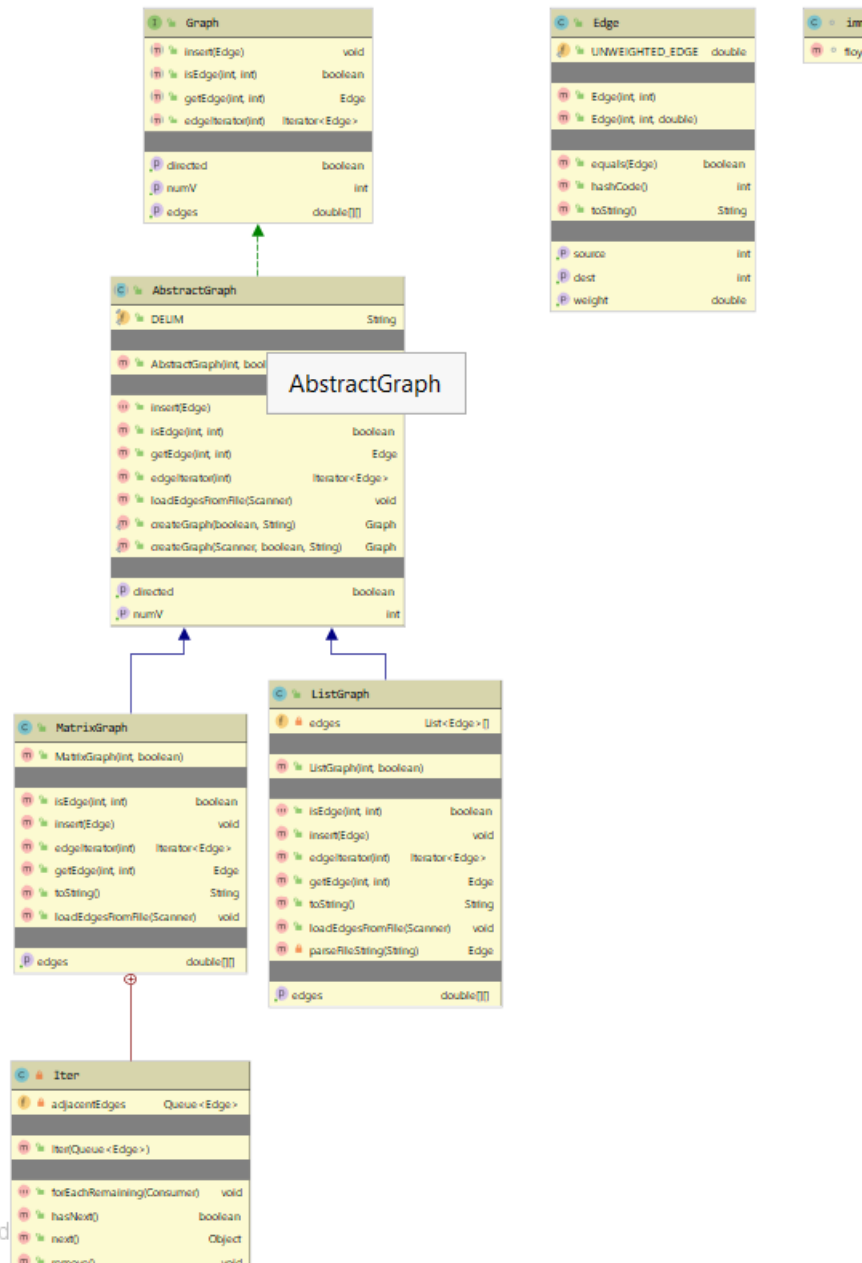 Graph
insert(Edge) void
isEdge(int, int) boolean
getEdge(int, int) Edge
edgeIterator(int) Iterator<Edge>
directed boolean
numV int
edges double[][]
Edge
UNWEIGHTED_EDGE double
Edge(int, int)
Edge(int, int, double)
equals(Edge) boolean
hashCode() int
toString() String
source int
dest int
weight double
AbstractGraph
DELIM String
AbstractGraph(int, bool
AbstractGraph
insert(Edge)
isEdge(int, int) boolean
getEdge(int, int) Edge
edgeIterator(int) Iterator<Edge>
loadEdgesFromFile(Scanner) void
createGraph(boolean, String) Graph
createGraph(Scanner, boolean, String) Graph
directed boolean
numV int
MatrixGraph
MatrixGraph(int, boolean)
isEdge(int, int) boolean
insert(Edge) void
edgeIterator(int) Iterator<Edge>
getEdge(int, int) Edge
toString() String
loadEdgesFromFile(Scanner) void
edges double[][]
ListGraph
edges List<Edge>[]
ListGraph(int, boolean)
isEdge(int, int) boolean
insert(Edge) void
edgeIterator(int) Iterator<Edge>
getEdge(int, int) Edge
toString() String
loadEdgesFromFile(Scanner) void
parseFileString(String) Edge
edges double[][]
Iter
adjacentEdges Queue<Edge>
Iter(Queue<Edge>)
forEachRemaining(Consumer) void
hasNext() boolean
next() Object
remove() void